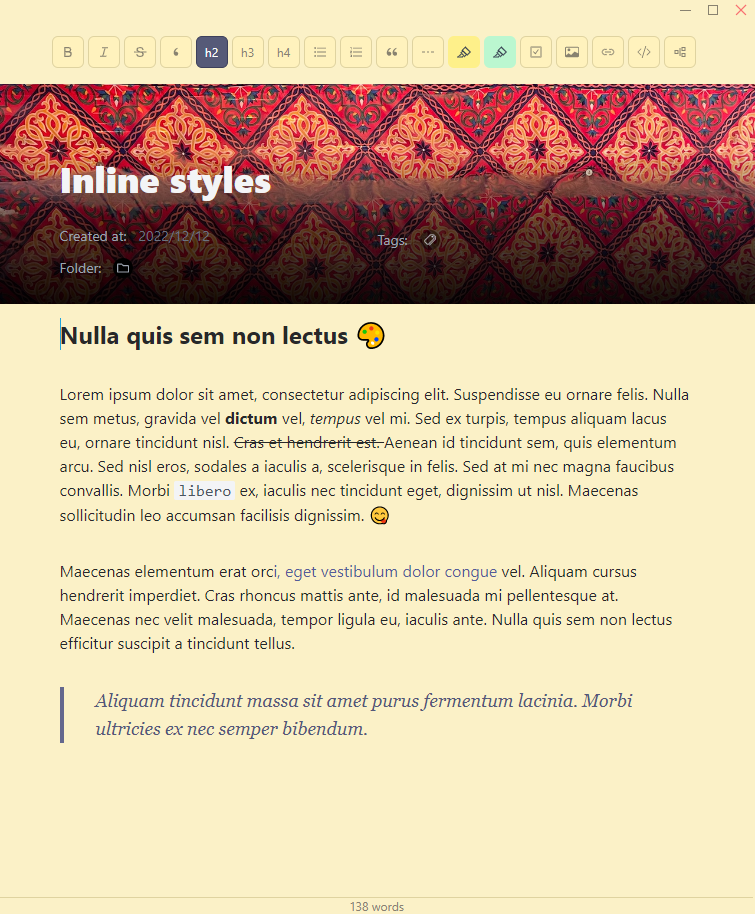 B I S h2 h3 h4
Inline styles
Created at: 2022/12/12 Tags:
Folder:
Nulla quis sem non lectus 🎨
Lorem ipsum dolor sit amet, consectetur adipiscing elit. Suspendisse eu ornare felis. Nulla
sem metus, gravida vel dictum vel, tempus vel mi. Sed ex turpis, tempus aliquam lacus
eu, ornare tincidunt nisl. Cras et hendrerit est. Aenean id tincidunt sem, quis elementum
arcu. Sed nisl eros, sodales a iaculis a, scelerisque in felis. Sed at mi nec magna faucibus
convallis. Morbi libero ex, iaculis nec tincidunt eget, dignissim ut nisl. Maecenas
sollicitudin leo accumsan facilisis dignissim. 😋
Maecenas elementum erat orci, eget vestibulum dolor congue vel. Aliquam cursus
hendrerit imperdiet. Cras rhoncus mattis ante, id malesuada mi pellentesque at.
Maecenas nec velit malesuada, tempor ligula eu, iaculis ante. Nulla quis sem non lectus
efficitur suscipit a tincidunt tellus.
Aliquam tincidunt massa sit amet purus fermentum lacinia. Morbi
ultricies ex nec semper bibendum.
138 words